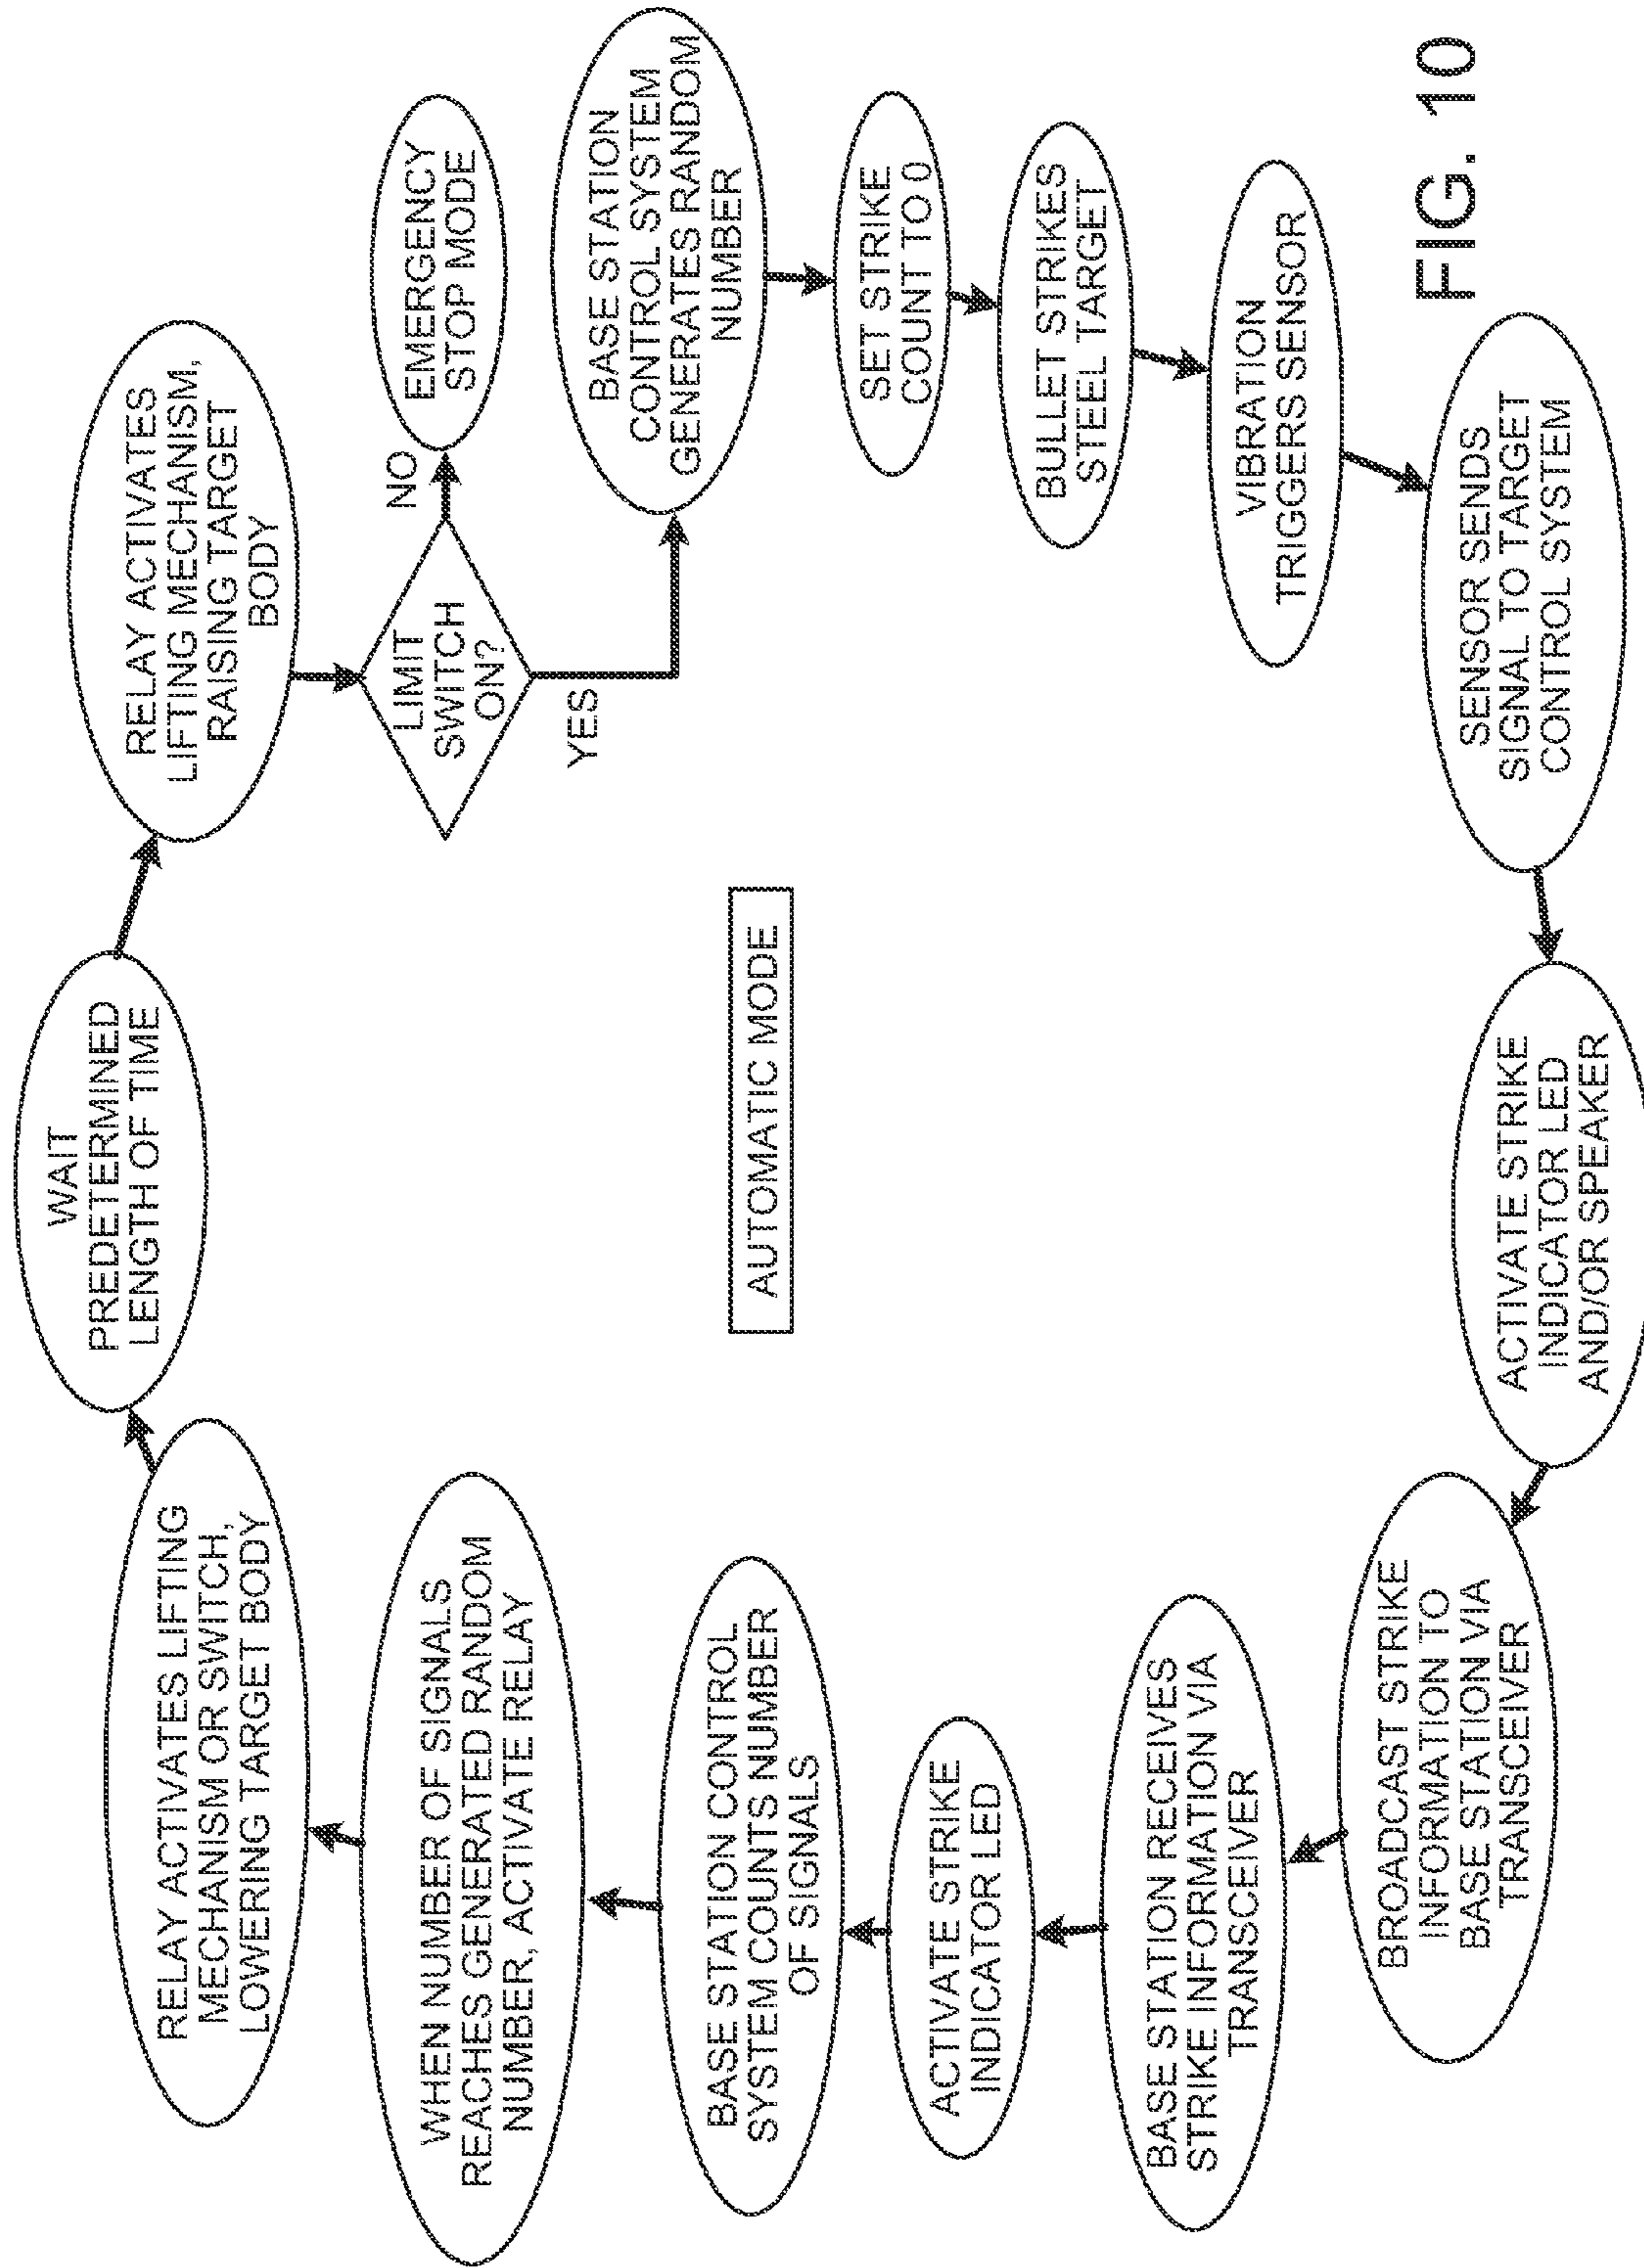 WAIT
PREDETERMINED
LENGTH OF TIME
RELAY ACTIVATES
LIFTING MECHANISM,
RAISING TARGET
BODY
LIMIT
SWITCH
ON?
NO
EMERGENCY
STOP MODE
YES
BASE STATION
CONTROL SYSTEM
GENERATES RANDOM
NUMBER
SET STRIKE
COUNT TO 0
BULLET STRIKES
STEEL TARGET
VIBRATION
TRIGGERS SENSOR
SENSOR SENDS
SIGNAL TO TARGET
CONTROL SYSTEM
ACTIVATE STRIKE
INDICATOR LED
AND/OR SPEAKER
BROADCAST STRIKE
INFORMATION TO
BASE STATION VIA
TRANSCEIVER
BASE STATION RECEIVES
STRIKE INFORMATION VIA
TRANSCEIVER
ACTIVATE STRIKE
INDICATOR LED
BASE STATION CONTROL
SYSTEM COUNTS NUMBER
OF SIGNALS
WHEN NUMBER OF SIGNALS
REACHES GENERATED RANDOM
NUMBER, ACTIVATE RELAY
RELAY ACTIVATES LIFTING
MECHANISM OR SWITCH,
LOWERING TARGET BODY
AUTOMATIC MODE
FIG. 10